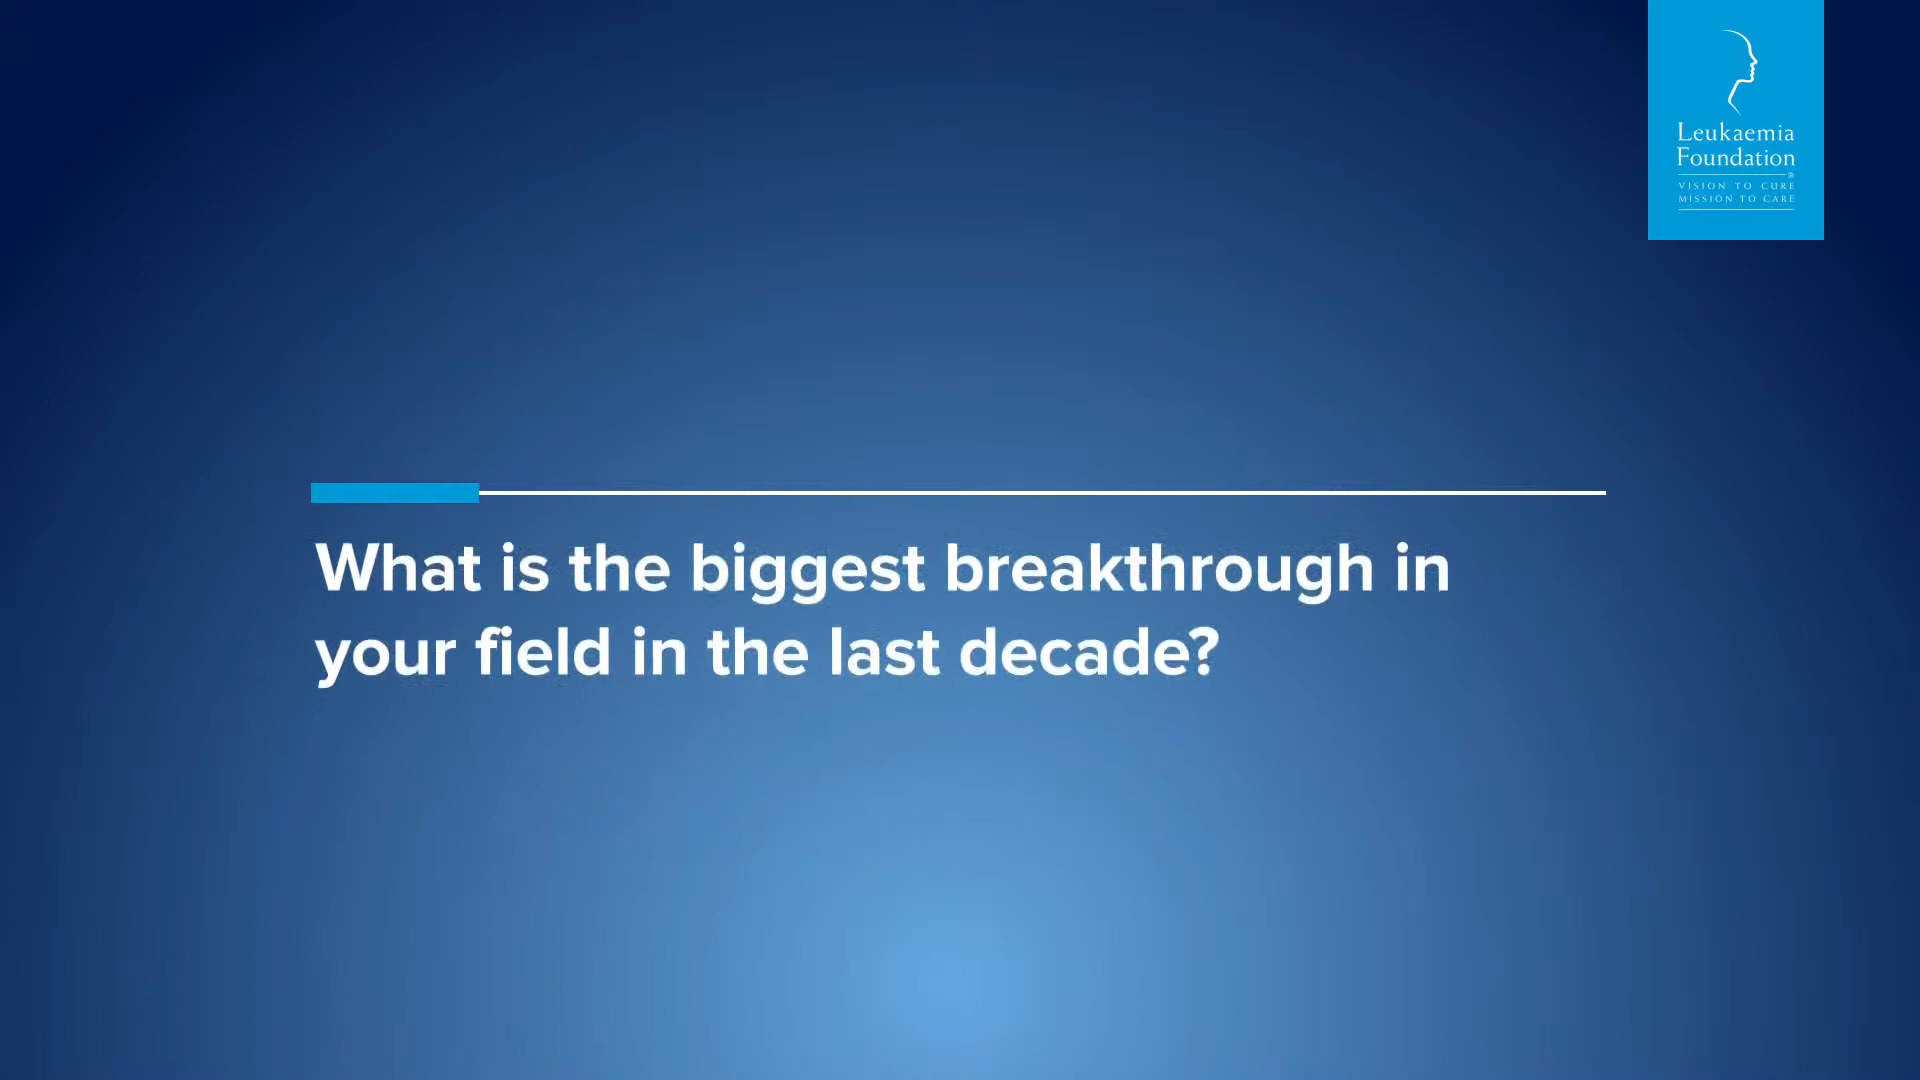 Leukaemia
Foundation
®
VISION TO CURE
MISSION TO CARE
What is the biggest breakthrough in
your field in the last decade?